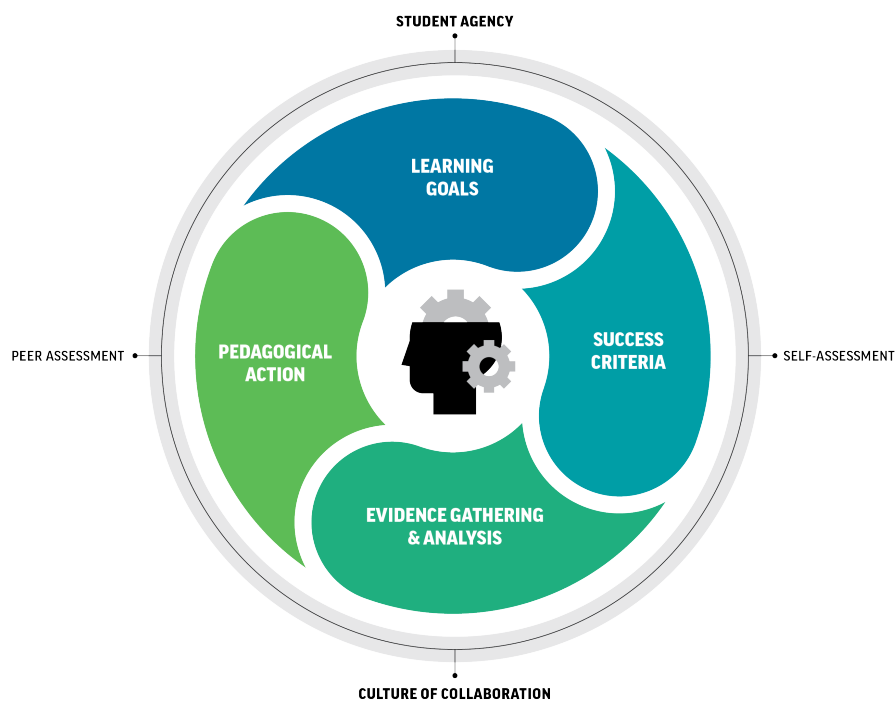 STUDENT AGENCY
LEARNING
GOALS
PEER ASSESSMENT
PEDAGOGICAL
ACTION
SUCCESS
CRITERIA
SELF-ASSESSMENT
EVIDENCE GATHERING
& ANALYSIS
CULTURE OF COLLABORATION